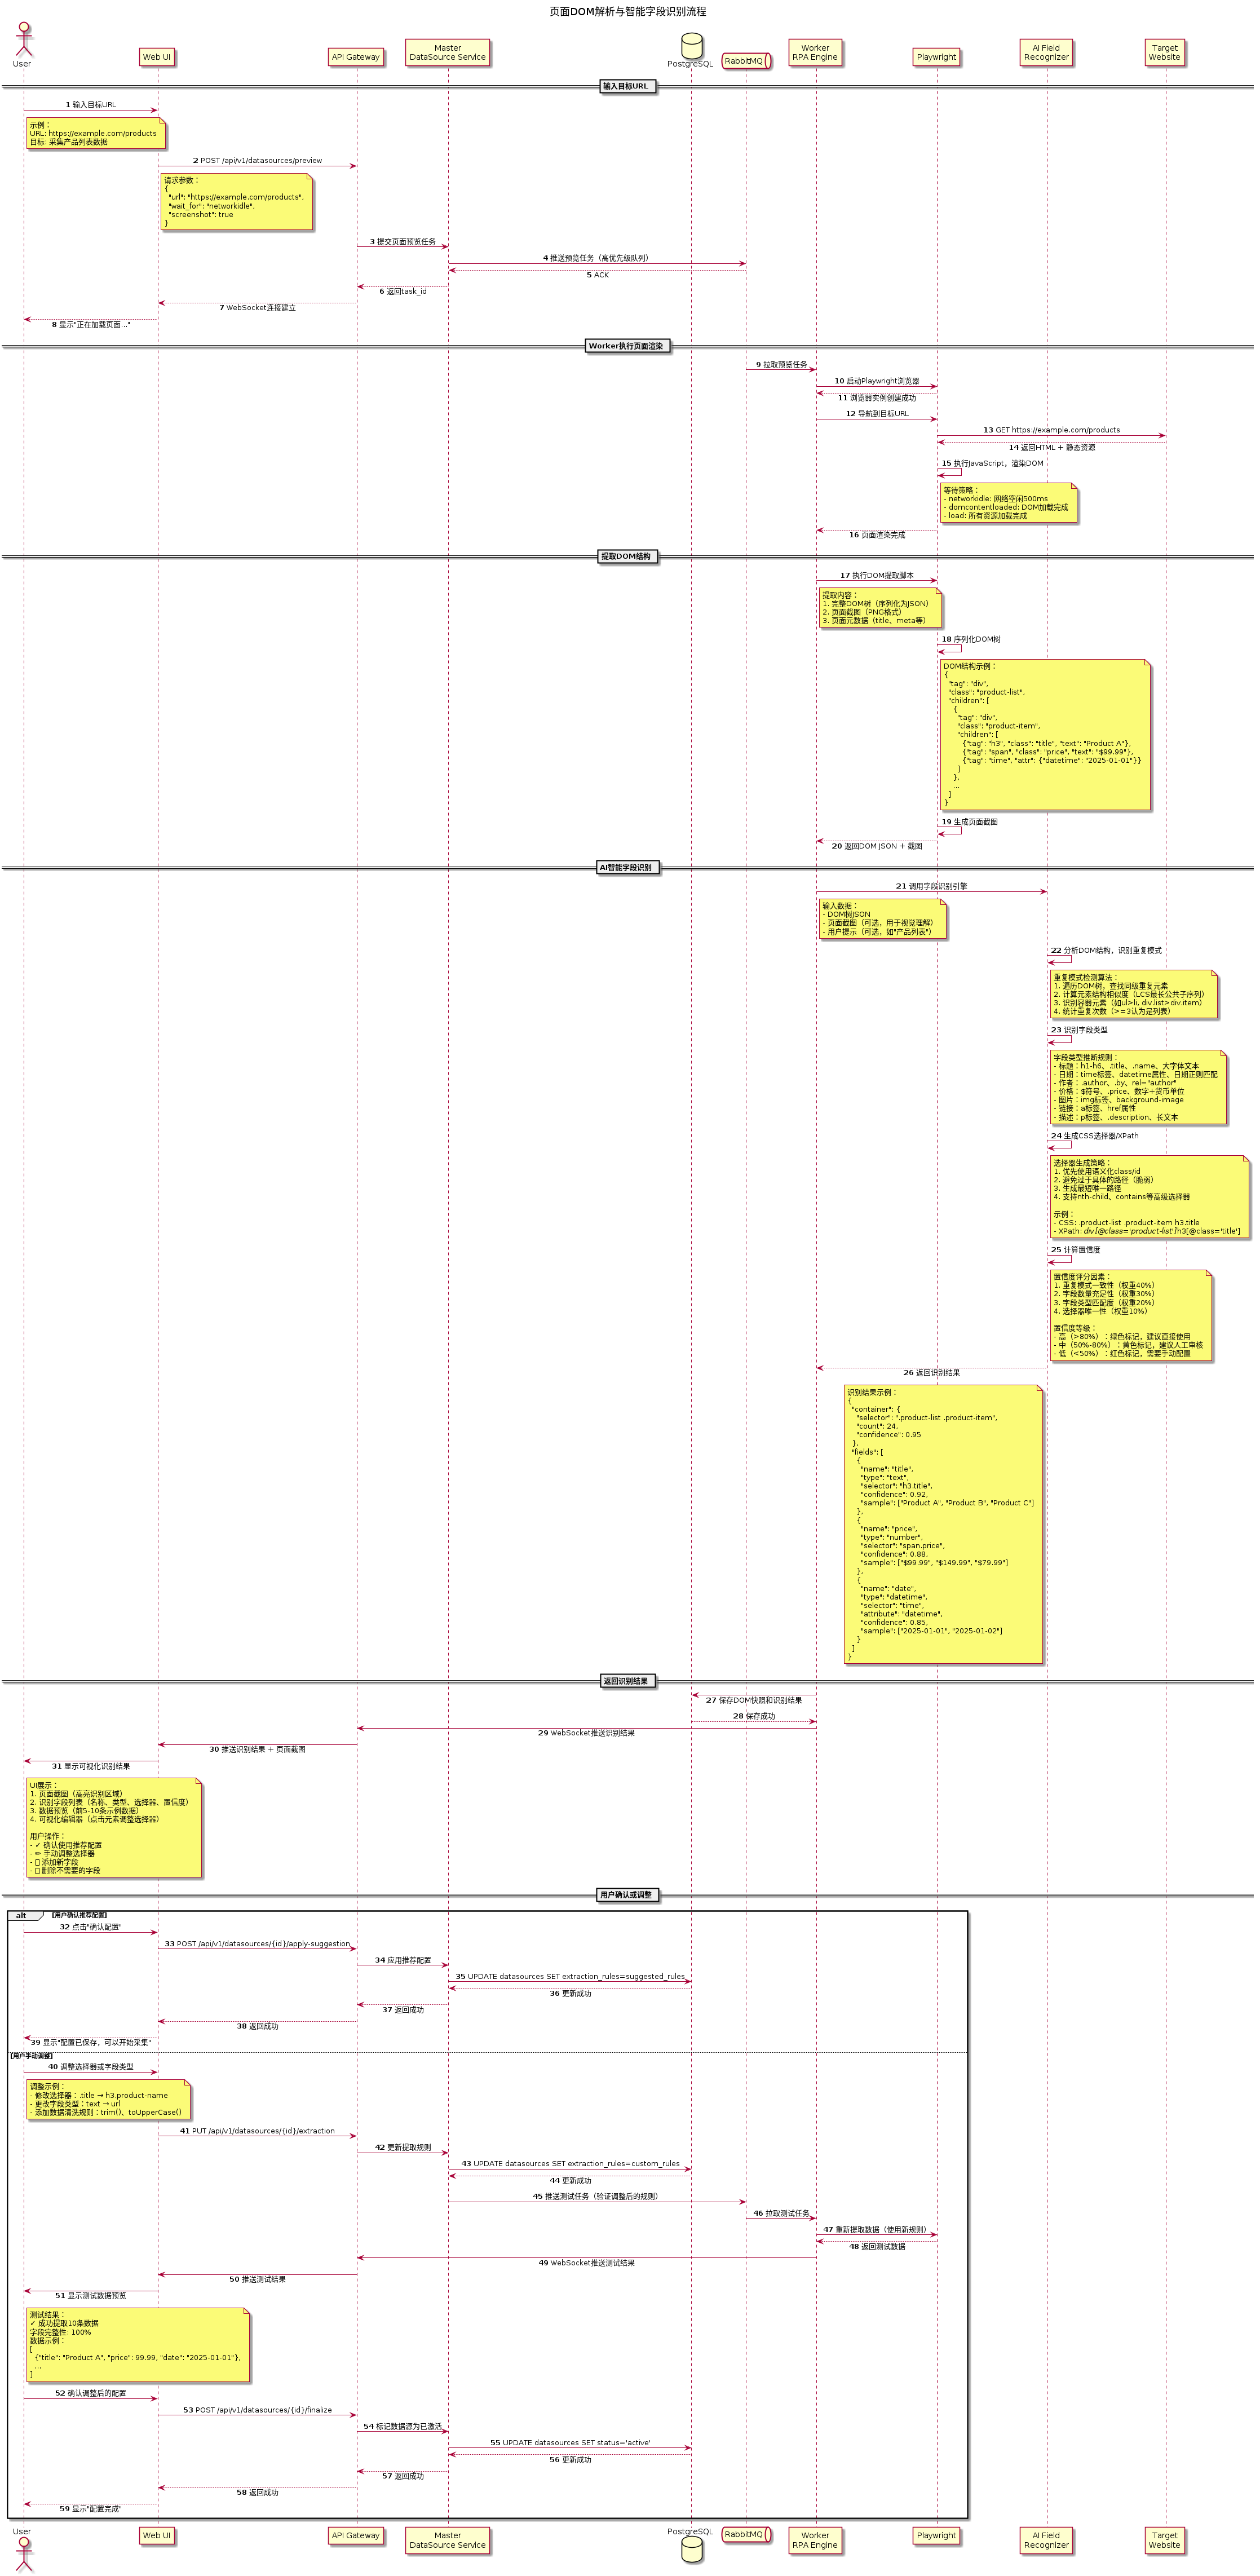 页面DOM解析与智能字段识别流程
User
Web UI
API Gateway
Master
DataSource Service
PostgreSQL
RabbitMQ
Worker
RPA Engine
Playwright
AI Field
Recognizer
Target
Website
输入目标URL
1 输入目标URL
示例：
URL: https://example.com/products
目标: 采集产品列表数据
2 POST /api/v1/datasources/preview
请求参数：
{
"url": "https://example.com/products",
"wait_for": "networkidle",
"screenshot": true
}
3 提交页面预览任务
4 推送预览任务（高优先级队列）
5 ACK
6 返回task_id
7 WebSocket连接建立
8 显示"正在加载页面..."
Worker执行页面渲染
9 拉取预览任务
10 启动Playwright浏览器
11 浏览器实例创建成功
12 导航到目标URL
13 GET https://example.com/products
14 返回HTML + 静态资源
15 执行JavaScript，渲染DOM
等待策略：
- networkidle: 网络空闲500ms
- domcontentloaded: DOM加载完成
- load: 所有资源加载完成
16 页面渲染完成
提取DOM结构
17 执行DOM提取脚本
提取内容：
1. 完整DOM树（序列化为JSON）
2. 页面截图（PNG格式）
3. 页面元数据（title、meta等）
18 序列化DOM树
DOM结构示例：
{
"tag": "div",
"class": "product-list",
"children": [
{
"tag": "div",
"class": "product-item",
"children": [
{"tag": "h3", "class": "title", "text": "Product A"},
{"tag": "span", "class": "price", "text": "$99.99"},
{"tag": "time", "attr": {"datetime": "2025-01-01"}}
]
},
...
]
}
19 生成页面截图
20 返回DOM JSON + 截图
AI智能字段识别
21 调用字段识别引擎
输入数据：
- DOM树JSON
- 页面截图（可选，用于视觉理解）
- 用户提示（可选，如"产品列表"）
22 分析DOM结构，识别重复模式
重复模式检测算法：
1. 遍历DOM树，查找同级重复元素
2. 计算元素结构相似度（LCS最长公共子序列）
3. 识别容器元素（如ul>li, div.list>div.item）
4. 统计重复次数（>=3认为是列表）
23 识别字段类型
字段类型推断规则：
- 标题：h1-h6、.title、.name、大字体文本
- 日期：time标签、datetime属性、日期正则匹配
- 作者：.author、.by、rel="author"
- 价格：$符号、.price、数字+货币单位
- 图片：img标签、background-image
- 链接：a标签、href属性
- 描述：p标签、.description、长文本
24 生成CSS选择器/XPath
选择器生成策略：
1. 优先使用语义化class/id
2. 避免过于具体的路径（脆弱）
3. 生成最短唯一路径
4. 支持nth-child、contains等高级选择器
示例：
- CSS: .product-list .product-item h3.title
- XPath: div[@class='product-list']h3[@class='title']
25 计算置信度
置信度评分因素：
1. 重复模式一致性（权重40%）
2. 字段数量充足性（权重30%）
3. 字段类型匹配度（权重20%）
4. 选择器唯一性（权重10%）
置信度等级：
- 高（>80%）：绿色标记，建议直接使用
- 中（50%-80%）：黄色标记，建议人工审核
- 低（<50%）：红色标记，需要手动配置
26 返回识别结果
识别结果示例：
{
"container": {
"selector": ".product-list .product-item",
"count": 24,
"confidence": 0.95
},
"fields": [
{
"name": "title",
"type": "text",
"selector": "h3.title",
"confidence": 0.92,
"sample": ["Product A", "Product B", "Product C"]
},
{
"name": "price",
"type": "number",
"selector": "span.price",
"confidence": 0.88,
"sample": ["$99.99", "$149.99", "$79.99"]
},
{
"name": "date",
"type": "datetime",
"selector": "time",
"attribute": "datetime",
"confidence": 0.85,
"sample": ["2025-01-01", "2025-01-02"]
}
]
}
返回识别结果
27 保存DOM快照和识别结果
28 保存成功
29 WebSocket推送识别结果
30 推送识别结果 + 页面截图
31 显示可视化识别结果
UI展示：
1. 页面截图（高亮识别区域）
2. 识别字段列表（名称、类型、选择器、置信度）
3. 数据预览（前5-10条示例数据）
4. 可视化编辑器（点击元素调整选择器）
用户操作：
- ✓ 确认使用推荐配置
- ✏ 手动调整选择器
- 添加新字段
- 删除不需要的字段
用户确认或调整
alt [用户确认推荐配置]
32 点击"确认配置"
33 POST /api/v1/datasources/{id}/apply-suggestion
34 应用推荐配置
35 UPDATE datasources SET extraction_rules=suggested_rules
36 更新成功
37 返回成功
38 返回成功
39 显示"配置已保存，可以开始采集"
[用户手动调整]
40 调整选择器或字段类型
调整示例：
- 修改选择器：.title → h3.product-name
- 更改字段类型：text → url
- 添加数据清洗规则：trim()、toUpperCase()
41 PUT /api/v1/datasources/{id}/extraction
42 更新提取规则
43 UPDATE datasources SET extraction_rules=custom_rules
44 更新成功
45 推送测试任务（验证调整后的规则）
46 拉取测试任务
47 重新提取数据（使用新规则）
48 返回测试数据
49 WebSocket推送测试结果
50 推送测试结果
51 显示测试数据预览
测试结果：
✓ 成功提取10条数据
字段完整性: 100%
数据示例：
[
{"title": "Product A", "price": 99.99, "date": "2025-01-01"},
...
]
52 确认调整后的配置
53 POST /api/v1/datasources/{id}/finalize
54 标记数据源为已激活
55 UPDATE datasources SET status='active'
56 更新成功
57 返回成功
58 返回成功
59 显示"配置完成"
User
Web UI
API Gateway
Master
DataSource Service
PostgreSQL
RabbitMQ
Worker
RPA Engine
Playwright
AI Field
Recognizer
Target
Website